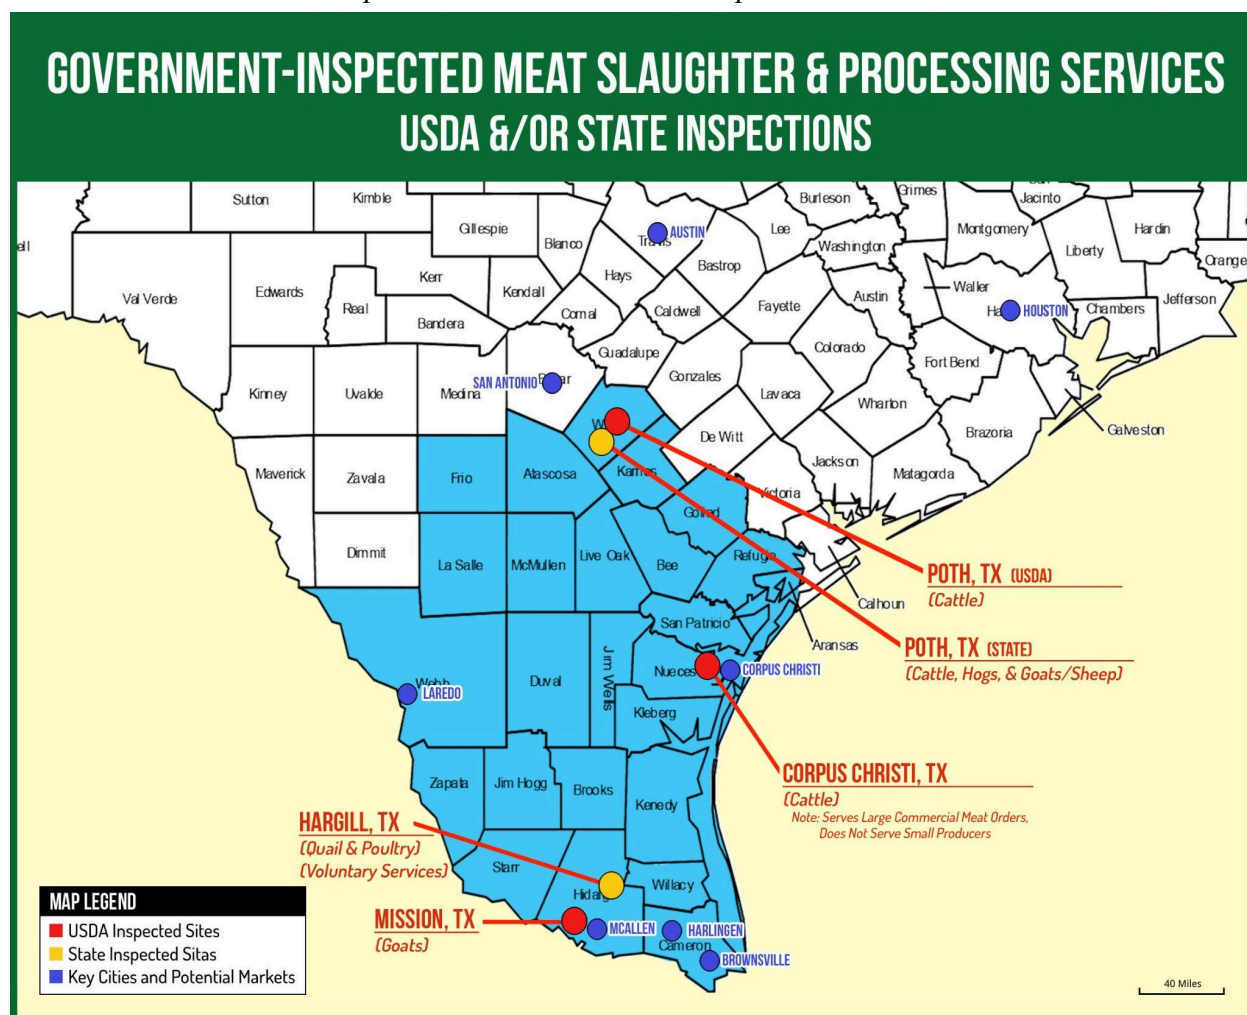 GOVERNMENT-INSPECTED MEAT SLAUGHTER & PROCESSING SERVICES
USDA &/OR STATE INSPECTIONS
Sutton
Kimble
Gillespie
Blanco
Burleson
Grimes
Jacinto
Montgomery
Hardin
Liberty
Orange
Jefferson
Chambers
ell
Val Verde
Edwards
Real
Kerr
Bandera
Kendall
Comal
Hays
AUSTIN
Lee
Washington
Bastrop
Caldwell
Fayette
Austin
Waller
HOUSTON
Fort Bend
Colorado
Guadalupe
Gonzales
Lavaca
Wharton
Brazoria
Galveston
Kinney
Uvalde
Medina
SAN ANTONIO
De Witt
Jackson
Matagorda
Victoria
Maverick
Zavala
Frio
Atascosa
Karnes
Goliad
Dimmit
La Salle
McMullen
Live Oak
Bee
Refugio
Calhoun
Aransas
San Patricio
Nueces
CORPUS CHRISTI
Webb
LAREDO
Duval
Jim Wells
Kleberg
Zapata
Jim Hogg
Brooks
Kenedy
Starr
Willacy
MCALLEN
HARLINGEN
Cameron
BROWNSVILLE
POTH, TX (USDA)
(Cattle)
POTH, TX (STATE)
(Cattle, Hogs, & Goats/Sheep)
CORPUS CHRISTI, TX
(Cattle)
Note: Serves Large Commercial Meat Orders,
Does Not Serve Small Producers
HARGILL, TX
(Quail & Poultry)
(Voluntary Services)
MISSION, TX
(Goats)
MAP LEGEND
USDA Inspected Sites
State Inspected Sitas
Key Cities and Potential Markets
40 Miles